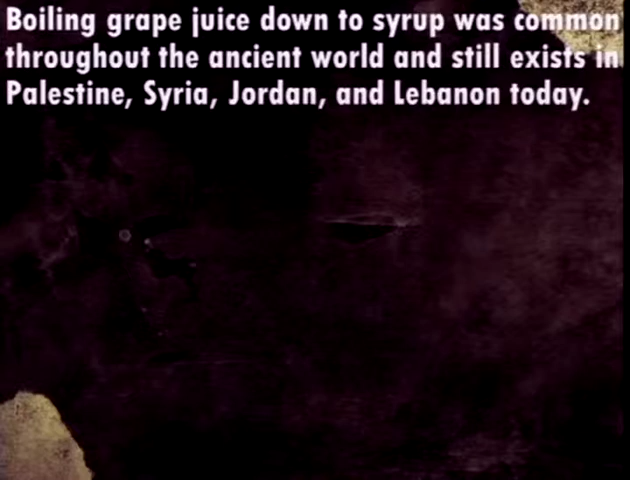 Boiling grape juice down to syrup was common
throughout the ancient world and still exists in
Palestine, Syria, Jordan, and Lebanon today.